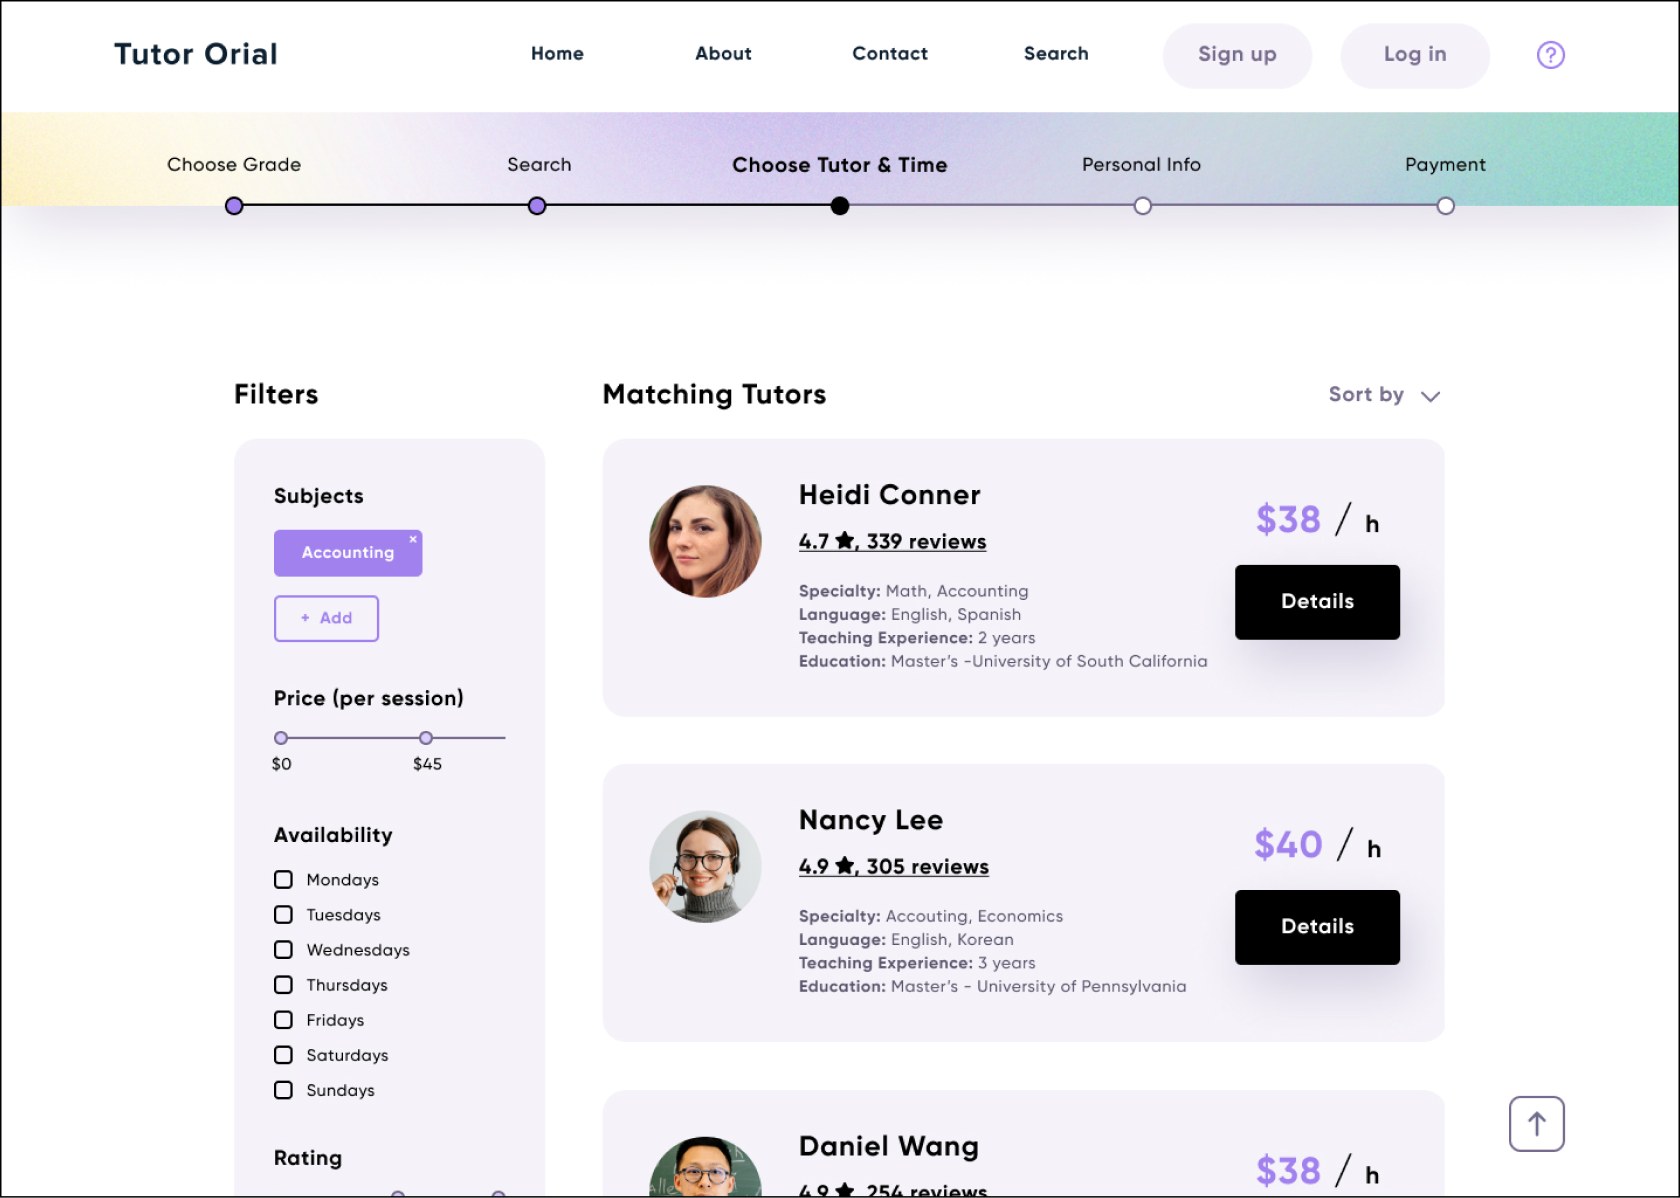 Tutor Orial
Home
About
Contact
Search
Sign up
Log in
?
Choose Grade
Search
Choose Tutor & Time
Personal Info
Payment
Filters
Subjects
Accounting ×
+ Add
Price (per session)
$0
$45
Availability
Mondays
Tuesdays
Wednesdays
Thursdays
Fridays
Saturdays
Sundays
Rating
Matching Tutors
Sort by
Heidi Conner
4.7 ★, 339 reviews
Specialty: Math, Accounting
Language: English, Spanish
Teaching Experience: 2 years
Education: Master’s -University of South California
$38 / h
Details
Nancy Lee
4.9 ★, 305 reviews
Specialty: Accouting, Economics
Language: English, Korean
Teaching Experience: 3 years
Education: Master’s - University of Pennsylvania
$40 / h
Details
Daniel Wang
4.9 ★, 254 reviews
$38 / h